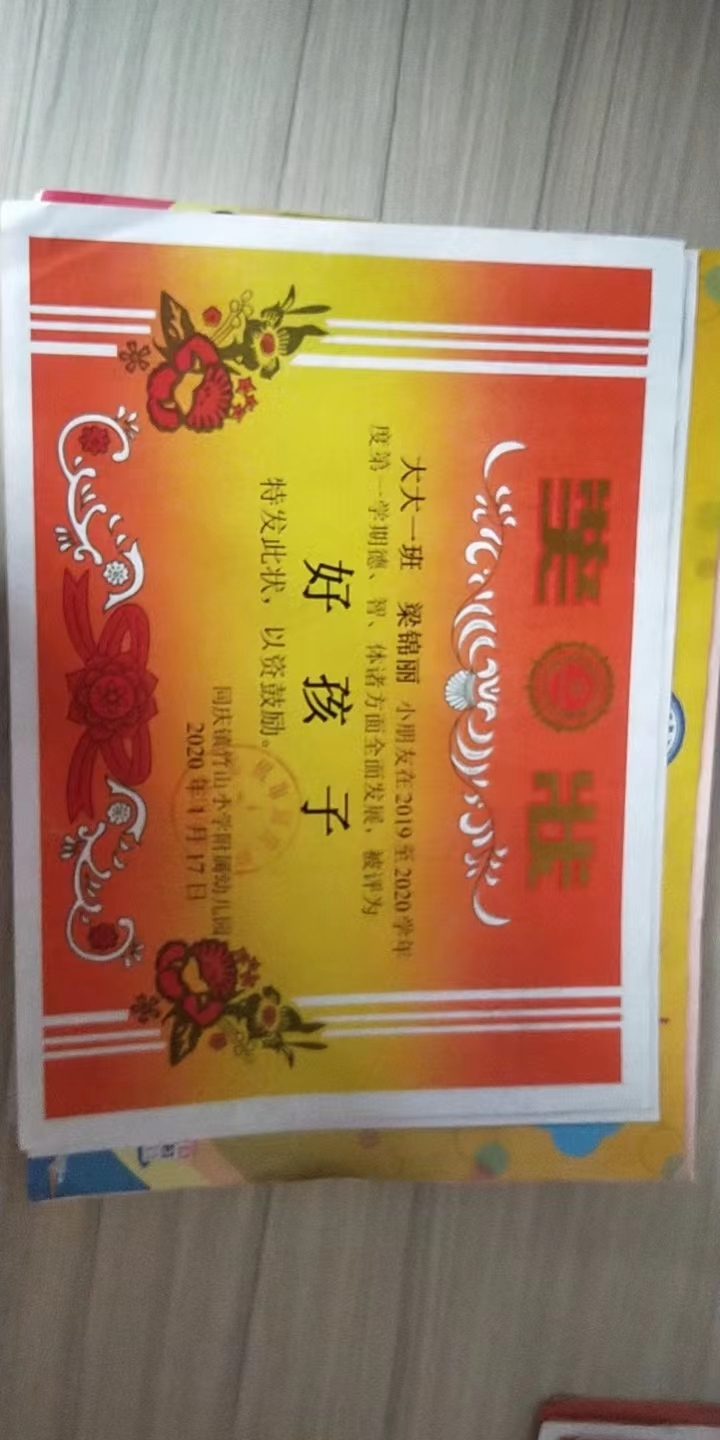 奖 状
大大一班 梁锦丽 小朋友在2019至2020学年
度第一学期德、智、体诸方面全面发展，被评为
好 孩 子
特发此状，以资鼓励。
同庆镇竹山小学附属幼儿园
2020年1月17日